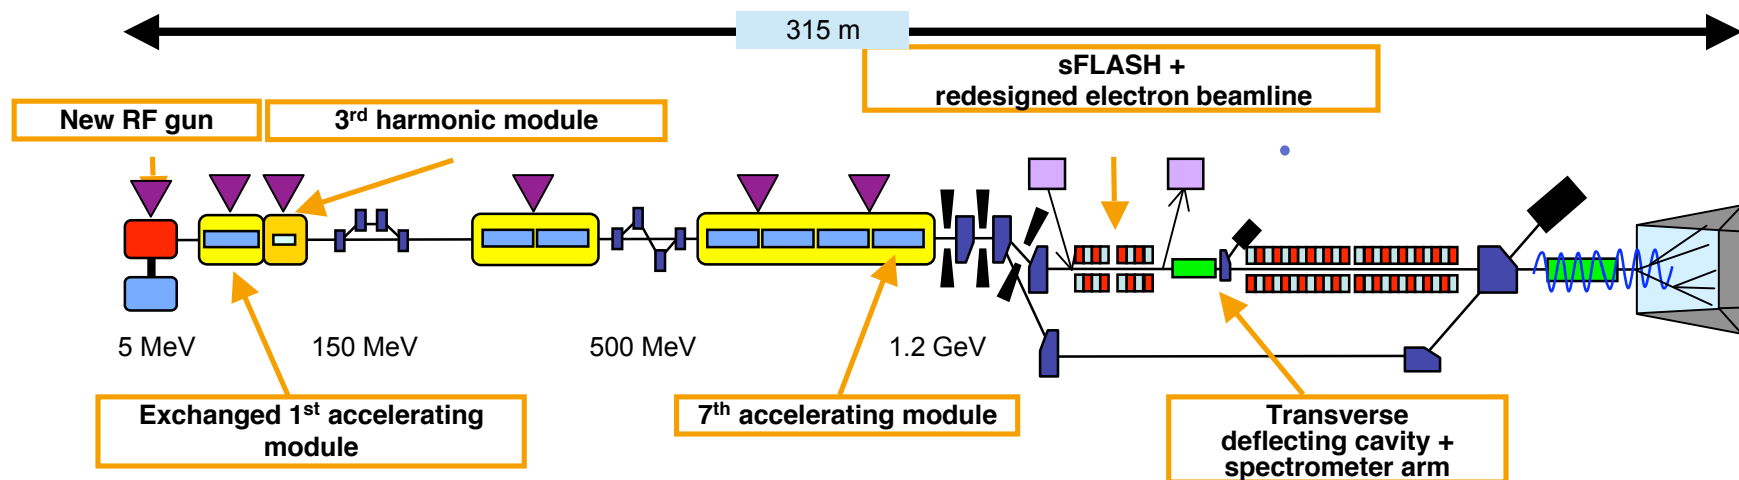 315 m
sFLASH +
redesigned electron beamline
New RF gun
3rd harmonic module
5 MeV
150 MeV
500 MeV
1.2 GeV
Exchanged 1st accelerating
module
7th accelerating module
Transverse
deflecting cavity +
spectrometer arm